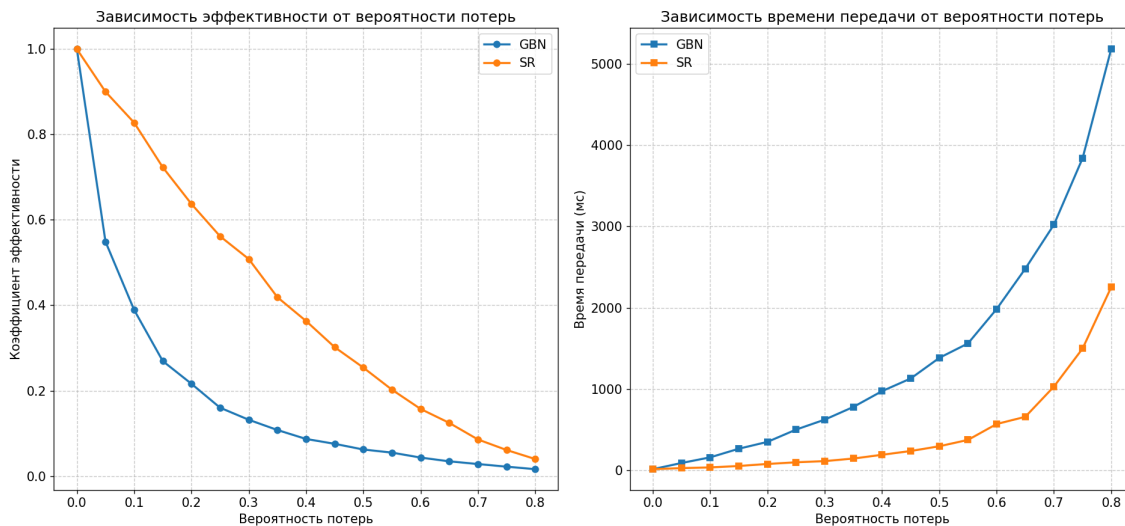 Зависимость эффективности от вероятности потерь
GBN
SR
Коэффициент эффективности
1.0
0.8
0.6
0.4
0.2
0.0
0.0 0.1 0.2 0.3 0.4 0.5 0.6 0.7 0.8
Вероятность потерь
Зависимость времени передачи от вероятности потерь
GBN
SR
Время передачи (мс)
5000
4000
3000
2000
1000
0
0.0 0.1 0.2 0.3 0.4 0.5 0.6 0.7 0.8
Вероятность потерь